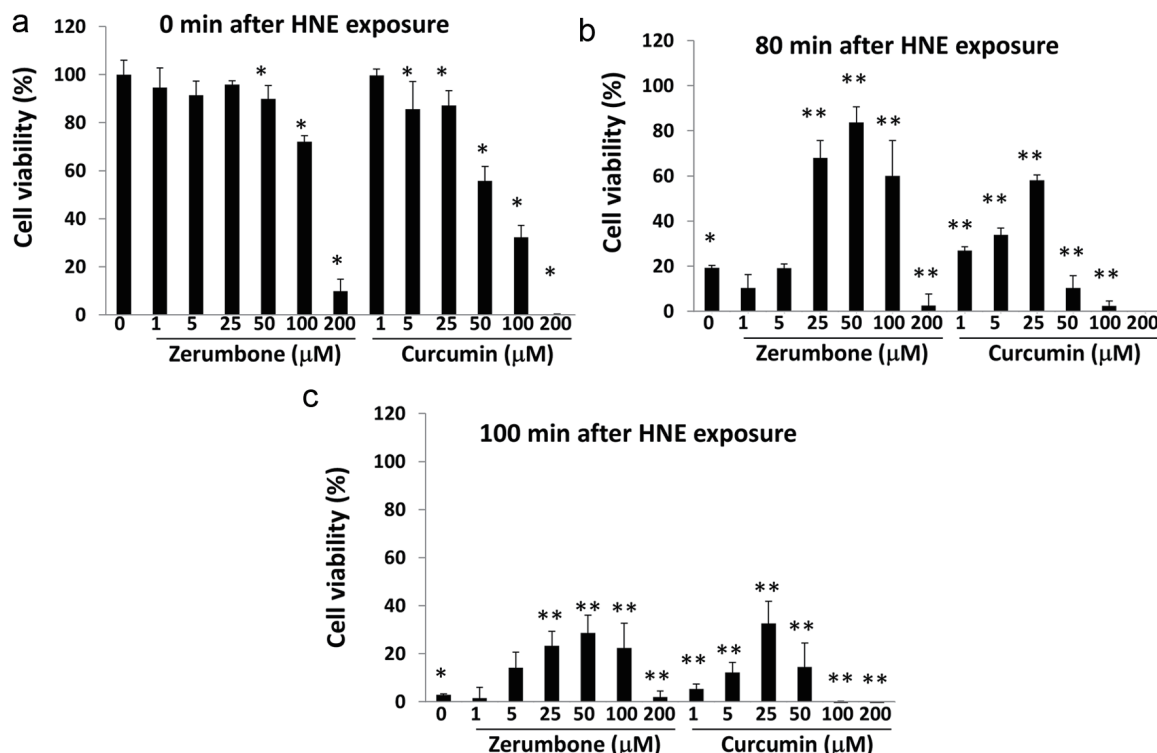 a
0 min after HNE exposure
120
100
80
60
40
20
0
Cell viability (%)
* * * * * * * *
0 1 5 25 50 100 200 1 5 25 50 100 200
Zerumbone (μM) Curcumin (μM)
b
80 min after HNE exposure
120
100
80
60
40
20
0
Cell viability (%)
* ** ** ** ** ** ** ** ** **
0 1 5 25 50 100 200 1 5 25 50 100 200
Zerumbone (μM) Curcumin (μM)
c
100 min after HNE exposure
120
100
80
60
40
20
0
Cell viability (%)
* ** ** ** ** ** ** ** ** ** **
0 1 5 25 50 100 200 1 5 25 50 100 200
Zerumbone (μM) Curcumin (μM)